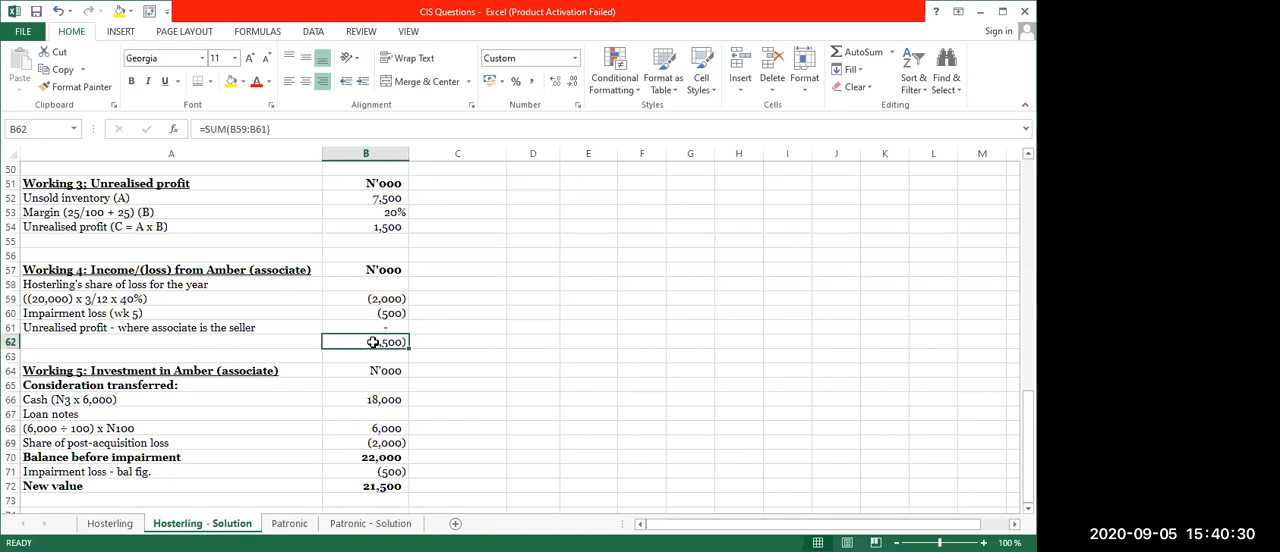 CIS Questions - Excel (Product Activation Failed)
?
FILE HOME INSERT PAGE LAYOUT FORMULAS DATA REVIEW VIEW Sign in
Cut
Copy
Format Painter
Paste
Clipboard
Georgia 11
B I U
Font
Wrap Text
Merge & Center
Alignment
Custom
% ,
Number
Conditional Formatting
Format as Table
Cell Styles
Styles
Insert Delete Format
Cells
AutoSum
Fill
Clear
Sort & Filter
Find & Select
Editing
B62 fx =SUM(B59:B61)
A B C D E F G H I J K L M
50
51 Working 3; Unrealised profit N'000
52 Unsold inventory (A) 7,500
53 Margin (25/100 + 25) (B) 20%
54 Unrealised profit (C = A x B) 1,500
55
56
57 Working 4: Income/(loss) from Amber (associate) N'000
58 Hosterling's share of loss for the year
59 ((20,000) x 3/12 x 40%) (2,000)
60 Impairment loss (wk 5) (500)
61 Unrealised profit - where associate is the seller -
62 ,500)
63
64 Working 5: Investment in Amber (associate) N'000
65 Consideration transferred:
66 Cash (N3 x 6,000) 18,000
67 Loan notes
68 (6,000 ÷ 100) x N100 6,000
69 Share of post-acquisition loss (2,000)
70 Balance before impairment 22,000
71 Impairment loss - bal fig. (500)
72 New value 21,500
73
Hosterling Hosterling - Solution Patronic Patronic - Solution
READY 100 %
2020-09-05 15:40:30